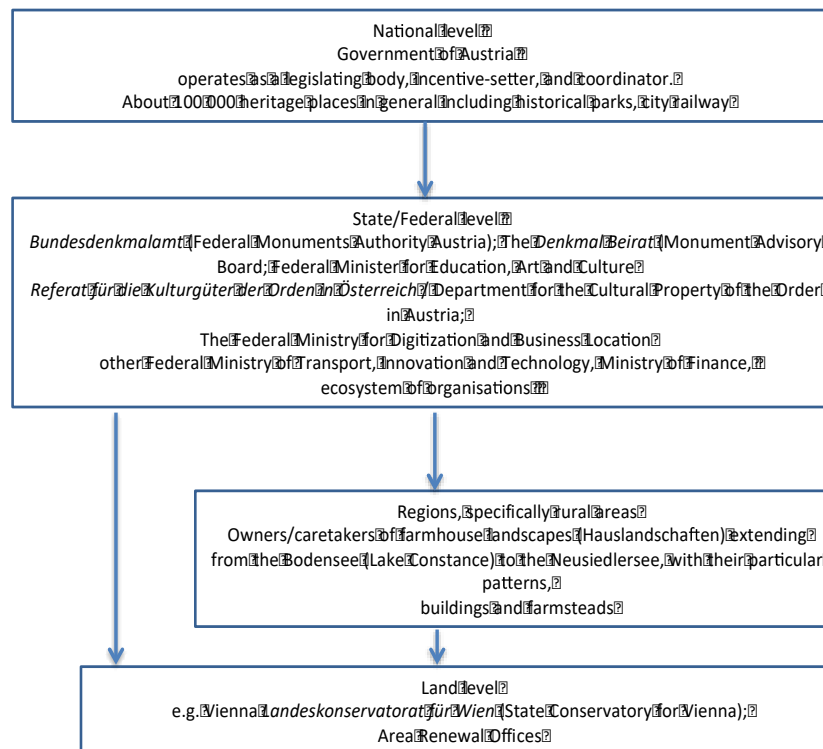 National level
Government of Austria
operates as a legislating body, incentive-setter, and coordinator.
About 100 000 heritage places in general including historical parks, city railway
State/Federal level
Bundesdenkmalamt (Federal Monuments Authority Austria); The Denkmal Beirat (Monument Advisory
Board; Federal Minister for Education, Art and Culture
Referat für die Kulturgüter der Orden in Österreich / Department for the Cultural Property of the Order
in Austria;
The Federal Ministry for Digitization and Business Location
other Federal Ministry of Transport, Innovation and Technology, Ministry of Finance,
ecosystem of organisations
Regions, specifically rural areas
Owners/caretakers of farmhouse landscapes (Hauslandschaften) extending
from the Bodensee (Lake Constance) to the Neusiedlersee, with their particular
patterns,
buildings and farmsteads
Land level
e.g. Vienna Landeskonservatorat für Wien (State Conservatory for Vienna);
Area Renewal Offices